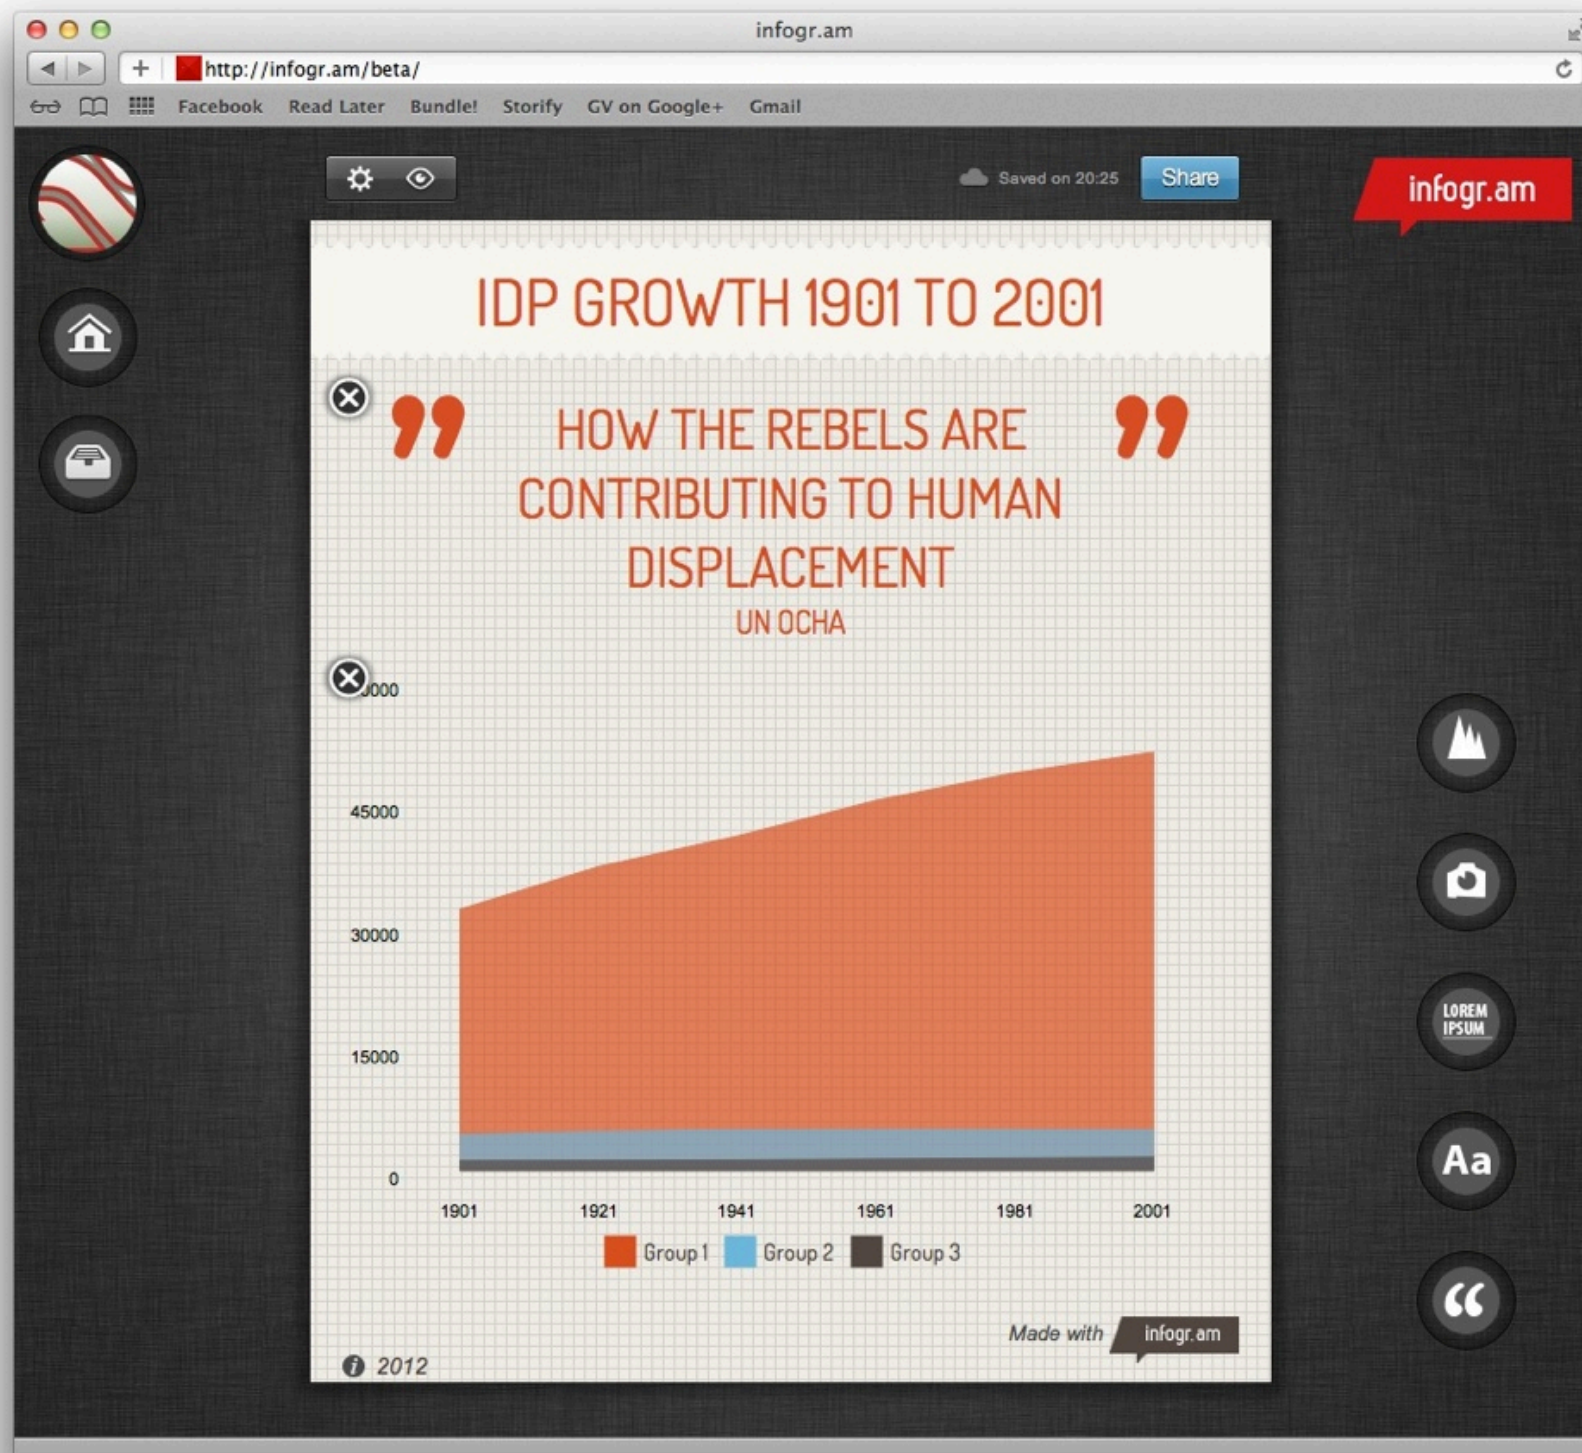 infogr.am
http://infogr.am/beta/
Facebook Read Later Bundle! Storify GV on Google+ Gmail
Saved on 20:25
Share
infogr.am
IDP GROWTH 1901 TO 2001
” HOW THE REBELS ARE ”
CONTRIBUTING TO HUMAN
DISPLACEMENT
UN OCHA
45000
30000
15000
0
1901 1921 1941 1961 1981 2001
Group 1 Group 2 Group 3
Made with infogr.am
i 2012
LOREM
IPSUM
Aa
“